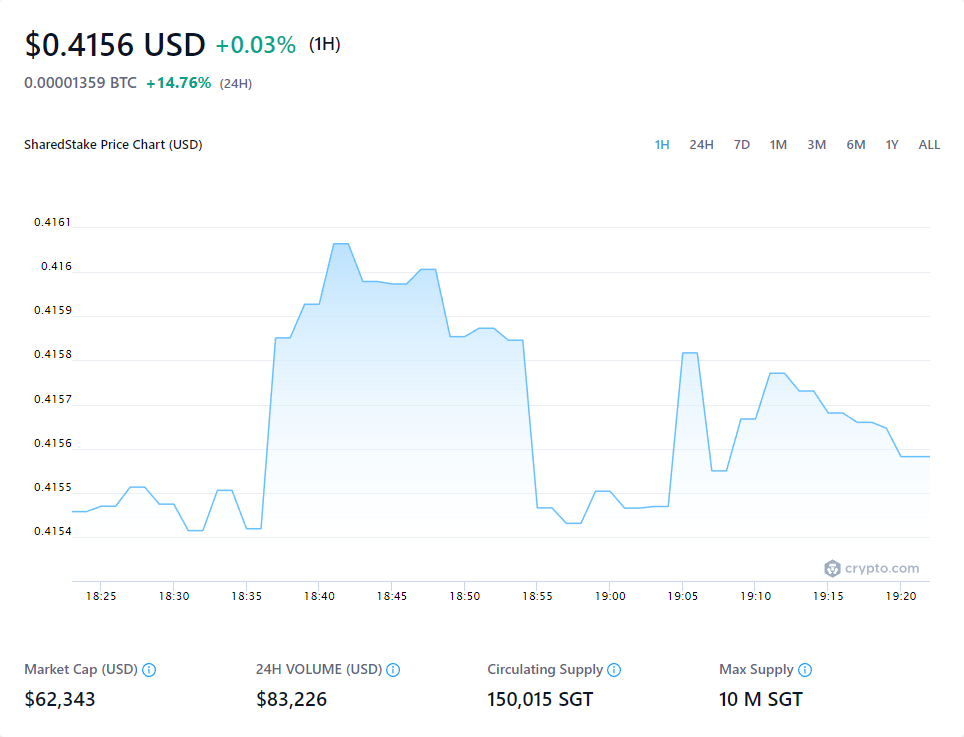 $0.4156 USD +0.03% (1H)
0.00001359 BTC +14.76% (24H)
SharedStake Price Chart (USD)
1H 24H 7D 1M 3M 6M 1Y ALL
0.4161
0.416
0.4159
0.4158
0.4157
0.4156
0.4155
0.4154
crypto.com
18:25 18:30 18:35 18:40 18:45 18:50 18:55 19:00 19:05 19:10 19:15 19:20
Market Cap (USD) 24H VOLUME (USD) Circulating Supply Max Supply
$62,343 $83,226 150,015 SGT 10 M SGT